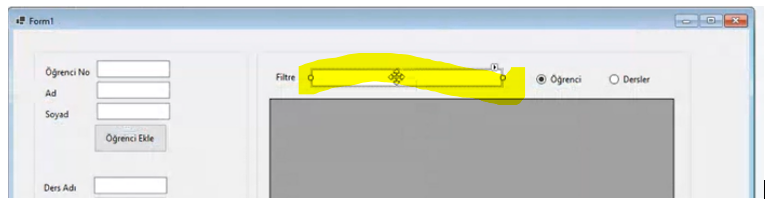 Form1
Öğrenci No
Ad
Soyad
Öğrenci Ekle
Ders Adı
Filtre
Öğrenci
Dersler